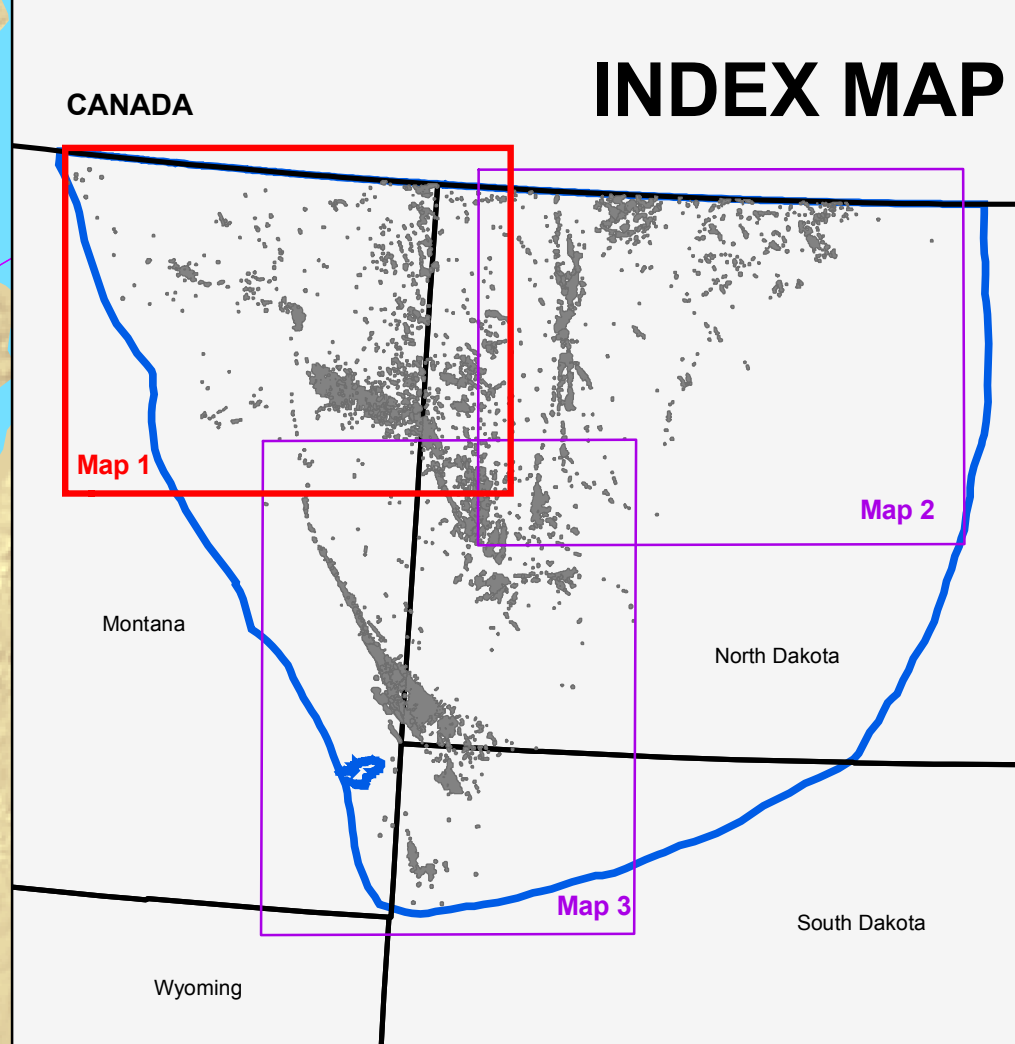 INDEX MAP
CANADA
Map 1
Map 2
Montana
North Dakota
Map 3
South Dakota
Wyoming